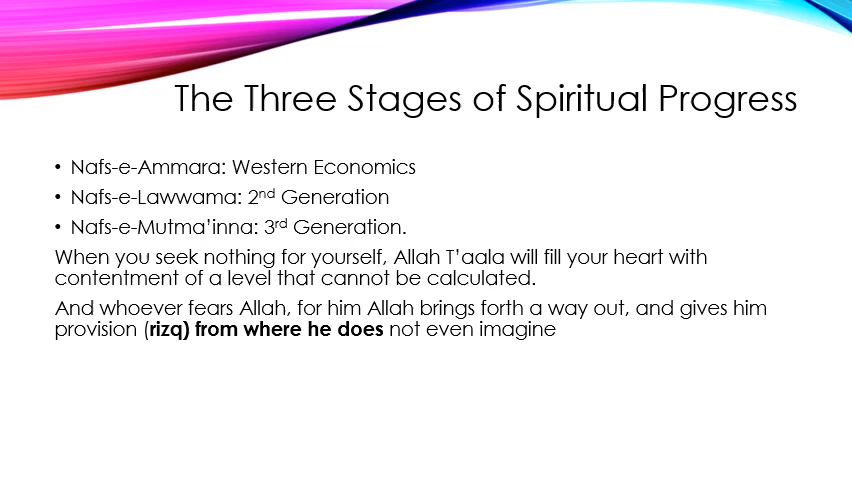 The Three Stages of Spiritual Progress
• Nafs-e-Ammara: Western Economics
• Nafs-e-Lawwama: 2nd Generation
• Nafs-e-Mutma’inna: 3rd Generation.
When you seek nothing for yourself, Allah T’aala will fill your heart with
contentment of a level that cannot be calculated.
And whoever fears Allah, for him Allah brings forth a way out, and gives him
provision (rizq) from where he does not even imagine